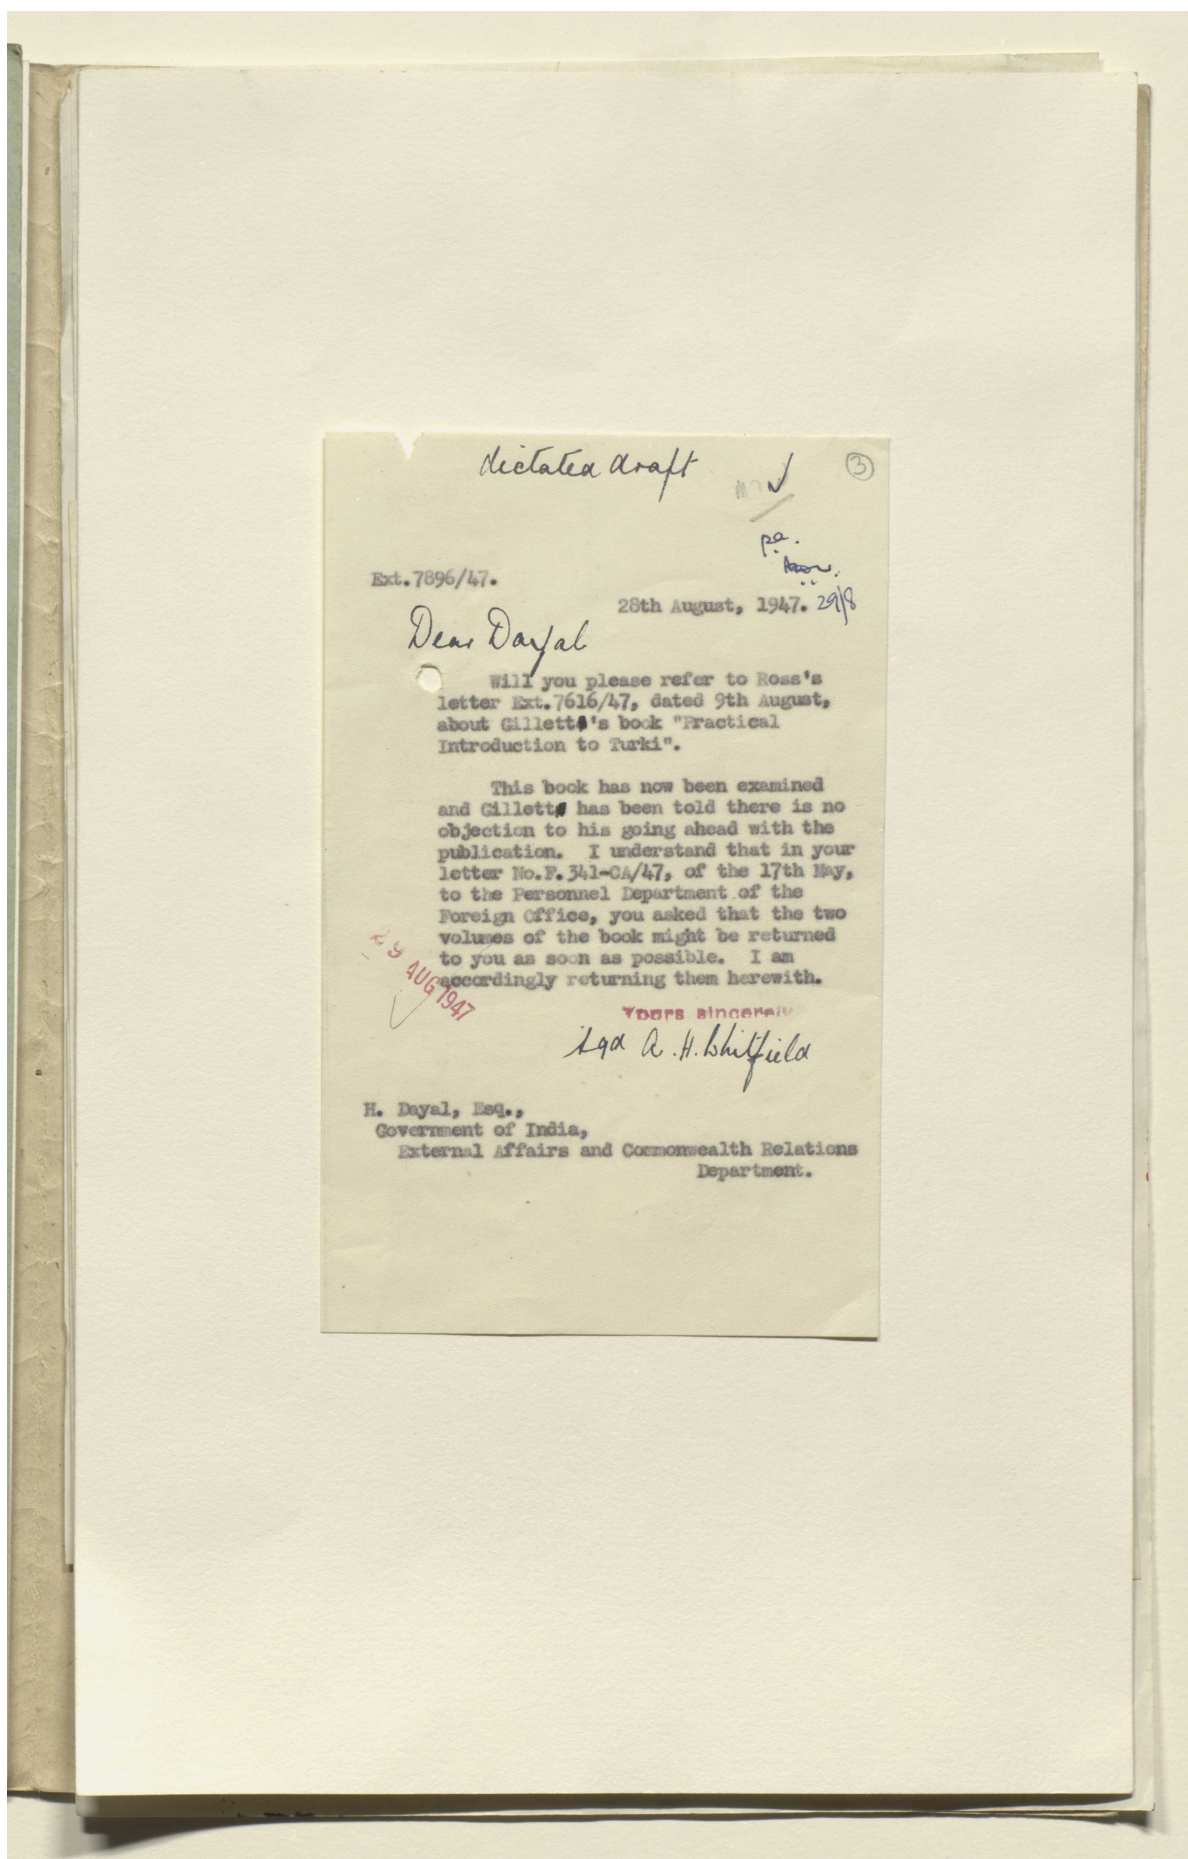 dictated draft
3
pa.
Ext.7896/47.
28th August, 1947. 29/8
Dear Dayal
Will you please refer to Ross's
letter Ext.7616/47, dated 9th August,
about Gillett's book "Practical
Introduction to Turki".
This book has now been examined
and Gillett has been told there is no
objection to his going ahead with the
publication. I understand that in your
letter No.F.341-CA/47, of the 17th May,
to the Personnel Department of the
Foreign Office, you asked that the two
volumes of the book might be returned
to you as soon as possible. I am
accordingly returning them herewith.
29 AUG 1947
Yours sincerely
sgd A. H. Whitfield
H. Dayal, Esq.,
Government of India,
External Affairs and Commonwealth Relations
Department.